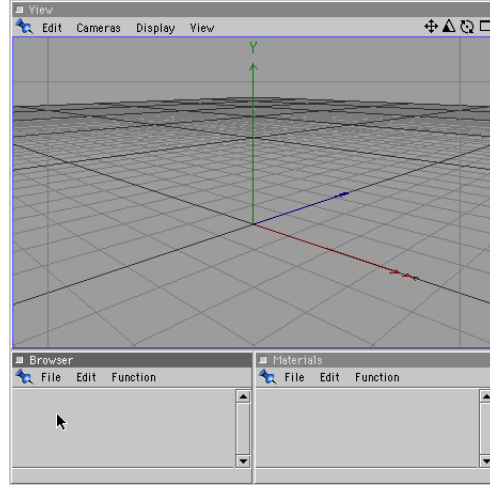 View
Edit Cameras Display View
Y
Browser
File Edit Function
Materials
File Edit Function